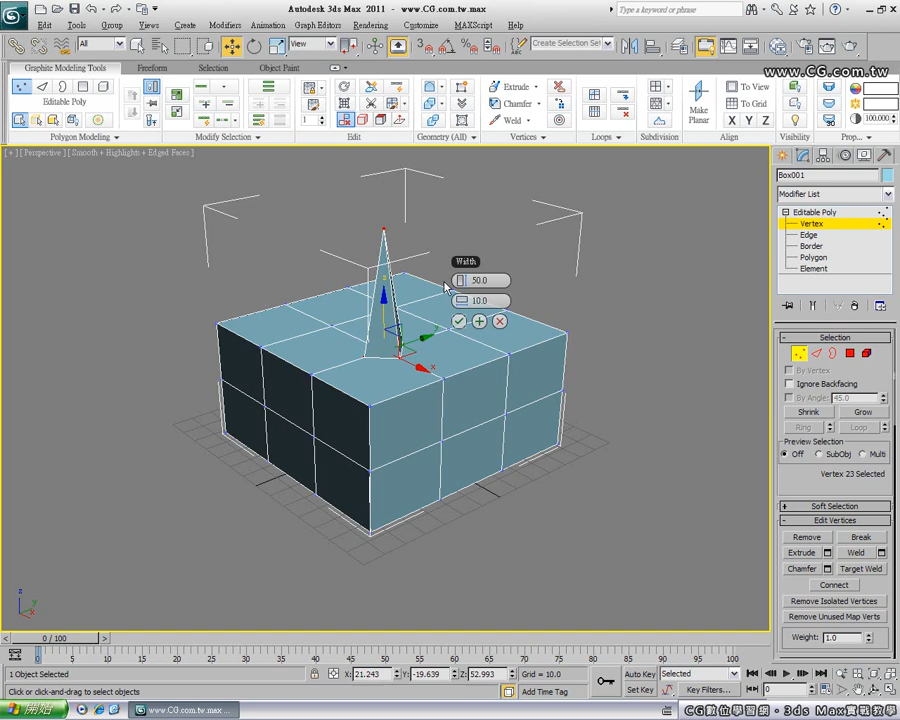 Autodesk 3ds Max 2011 - www.CG.com.tw.max
Type a keyword or phrase
Edit Tools Group Views Create Modifiers Animation Graph Editors Rendering Customize MAXScript Help
All
View
Create Selection Se
www.CG.com.tw
Graphite Modeling Tools Freeform Selection Object Paint
Editable Poly
Extrude
Chamfer
Weld
Make
Planar
To View
To Grid
X Y Z
100.000
1
30
Polygon Modeling Modify Selection Edit Geometry (All) Vertices Loops Subdivision Align Visibility Prop...
[ + ] [ Perspective ] [ Smooth + Highlights + Edged Faces ]
Width
50.0
10.0
y
x
z
y
x
Box001
Modifier List
Editable Poly
Vertex
Edge
Border
Polygon
Element
Selection
By Vertex
Ignore Backfacing
By Angle: 45.0
Shrink Grow
Ring Loop
Preview Selection
Off SubObj Multi
Vertex 23 Selected
Soft Selection
Edit Vertices
Remove Break
Extrude Weld
Chamfer Target Weld
Connect
Remove Isolated Vertices
Remove Unused Map Verts
Weight: 1.0
0 / 100
0 5 10 15 20 25 30 35 40 45 50 55 60 65 70 75 80 85 90 95 100
1 Object Selected
X: 21.243 Y: -19.639 Z: 52.993 Grid = 10.0
Auto Key Selected
Click or click-and-drag to select objects
Add Time Tag
Set Key Key Filters...
0
開始
www.CG.com.tw ...
CG數位學習網-3ds Max實戰教學